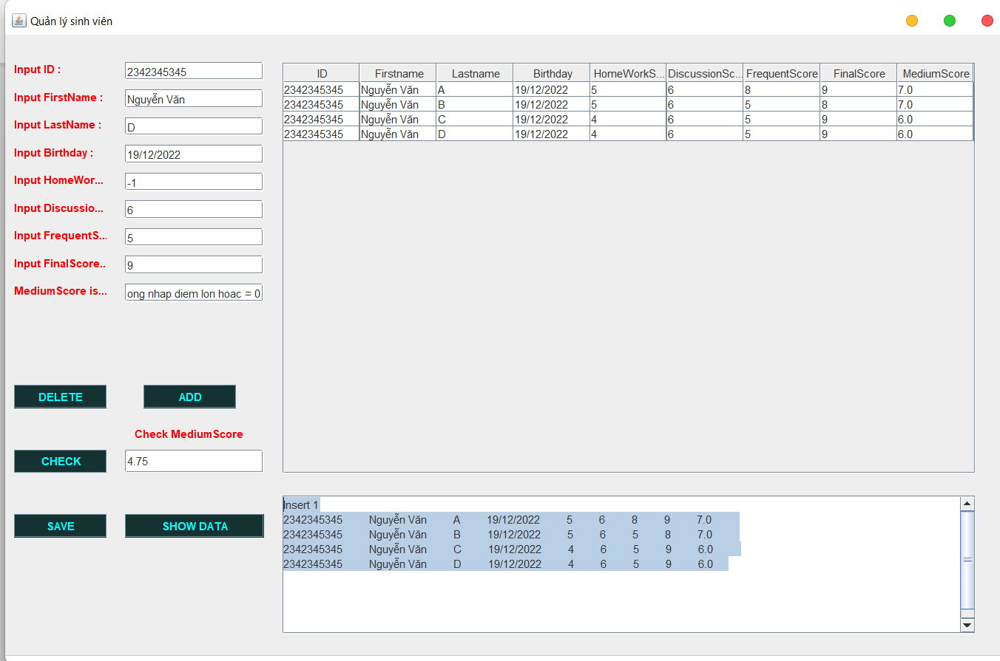 Quản lý sinh viên
Input ID :
2342345345
Input FirstName :
Nguyễn Văn
Input LastName :
D
Input Birthday :
19/12/2022
Input HomeWor...
-1
Input Discussio...
6
Input FrequentS...
5
Input FinalScore..
9
MediumScore is...
ong nhap diem lon hoac = 0
DELETE
ADD
Check MediumScore
CHECK
4.75
SAVE
SHOW DATA
ID Firstname Lastname Birthday HomeWorkS... DiscussionSc... FrequentScore FinalScore MediumScore
2342345345 Nguyễn Văn A 19/12/2022 5 6 8 9 7.0
2342345345 Nguyễn Văn B 19/12/2022 5 6 5 8 7.0
2342345345 Nguyễn Văn C 19/12/2022 4 6 5 9 6.0
2342345345 Nguyễn Văn D 19/12/2022 4 6 5 9 6.0
Insert 1
2342345345 Nguyễn Văn A 19/12/2022 5 6 8 9 7.0
2342345345 Nguyễn Văn B 19/12/2022 5 6 5 8 7.0
2342345345 Nguyễn Văn C 19/12/2022 4 6 5 9 6.0
2342345345 Nguyễn Văn D 19/12/2022 4 6 5 9 6.0